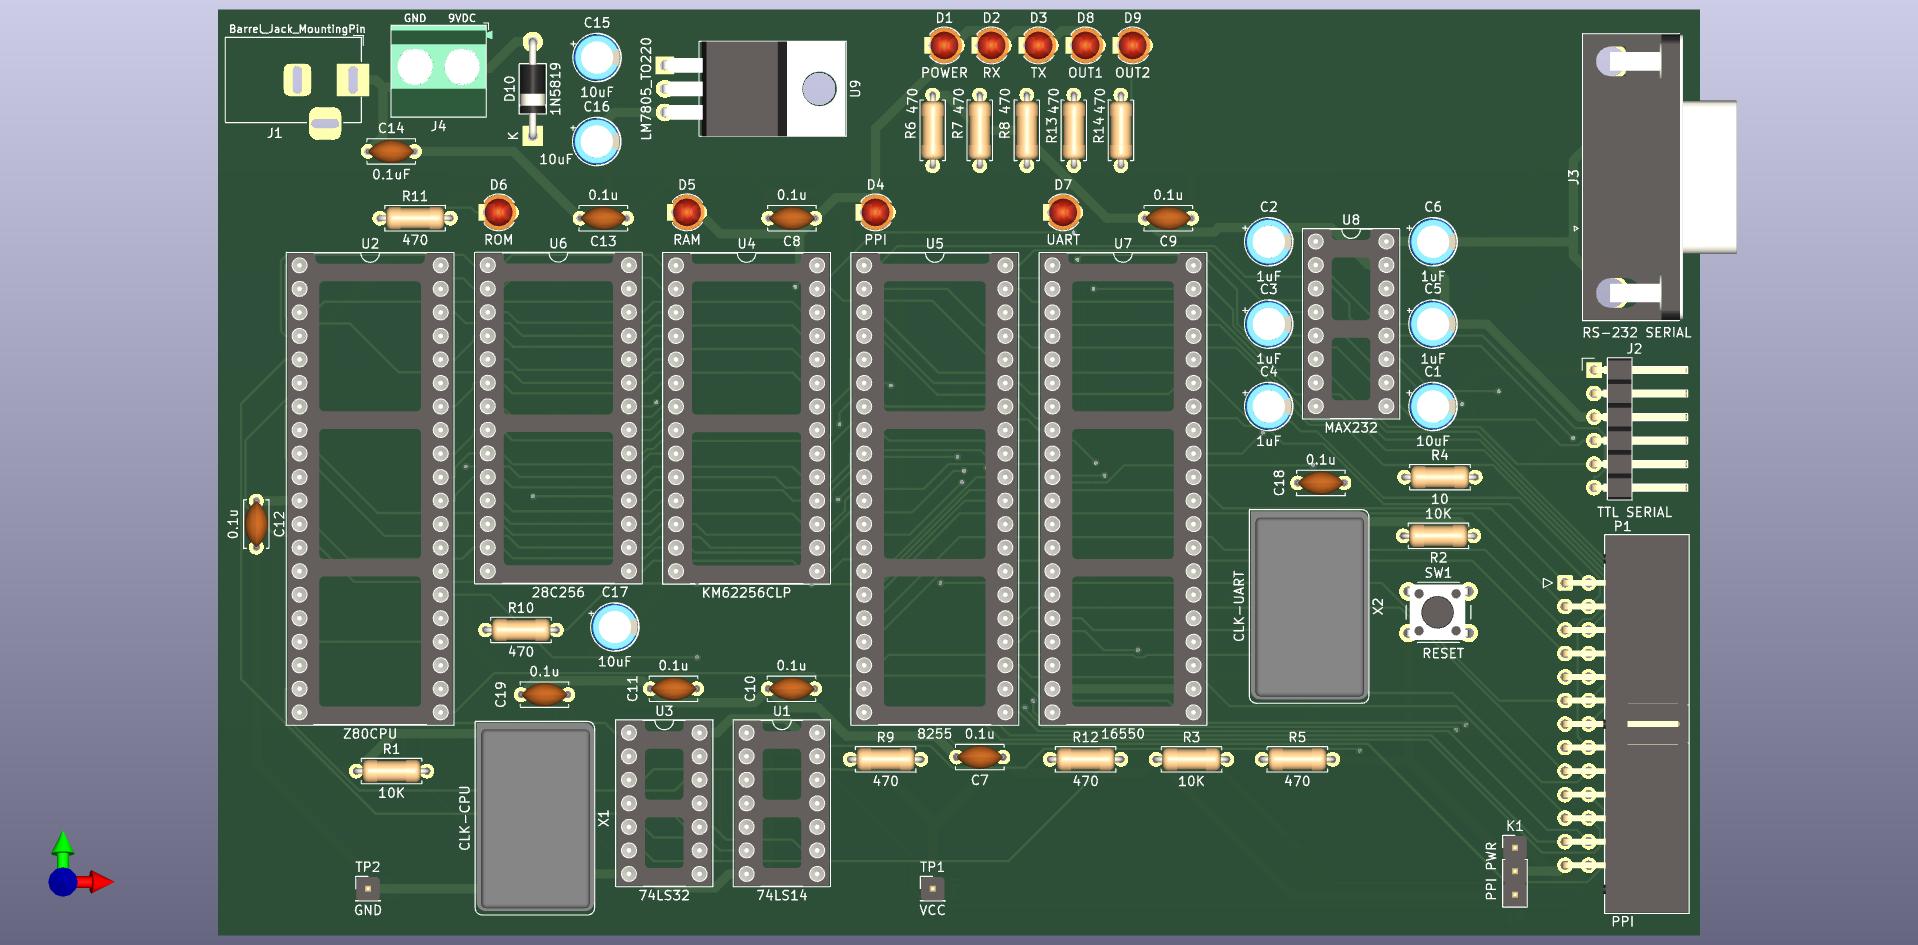 Barrel_Jack_MountingPin
J1
GND 9VDC
J4
C14
0.1uF
D10
1N5819
K
C15
10uF
C16
10uF
LM7805_TO220
U9
D1 D2 D3 D8 D9
POWER RX TX OUT1 OUT2
R6 470 R7 470 R8 470 R13 470 R14 470
J3
RS-232 SERIAL
R11
470
D6
ROM
0.1u
C13
D5
RAM
0.1u
C8
D4
PPI
D7
UART
0.1u
C9
C2
1uF
C3
1uF
C4
1uF
U8
MAX232
C6
1uF
C5
1uF
C1
10uF
J2
TTL SERIAL
U2
Z80CPU
U6
28C256
U4
KM62256CLP
U5
8255
U7
16550
0.1u
C12
0.1u
C18
R4
10
10K
R2
SW1
RESET
CLK-UART
X2
P1
PPI
R10
470
C17
10uF
0.1u
C19
0.1u
C11
0.1u
C10
U3
74LS32
U1
74LS14
R1
10K
CLK-CPU
X1
R9
470
0.1u
C7
R12
470
R3
10K
R5
470
TP2
GND
TP1
VCC
K1
PPI PWR